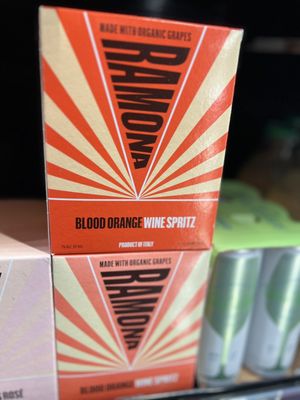 MADE WITH ORGANIC GRAPES
RAMONA
BLOOD ORANGE WINE SPRITZ
PRODUCT OF ITALY
MADE WITH ORGANIC GRAPES
RAMONA
BLOOD ORANGE WINE SPRITZ
ROSÉ